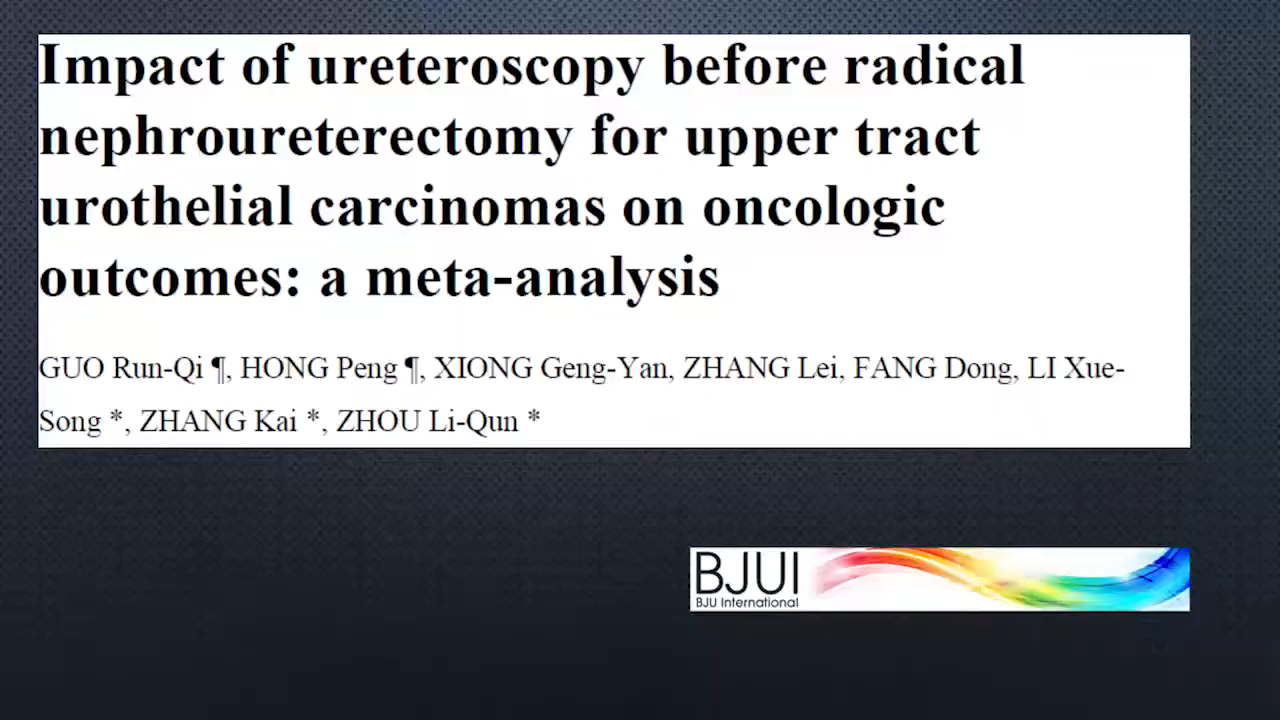 Impact of ureteroscopy before radical
nephroureterectomy for upper tract
urothelial carcinomas on oncologic
outcomes: a meta-analysis
GUO Run-Qi ¶, HONG Peng ¶, XIONG Geng-Yan, ZHANG Lei, FANG Dong, LI Xue-
Song *, ZHANG Kai *, ZHOU Li-Qun *
BJUI
BJU International